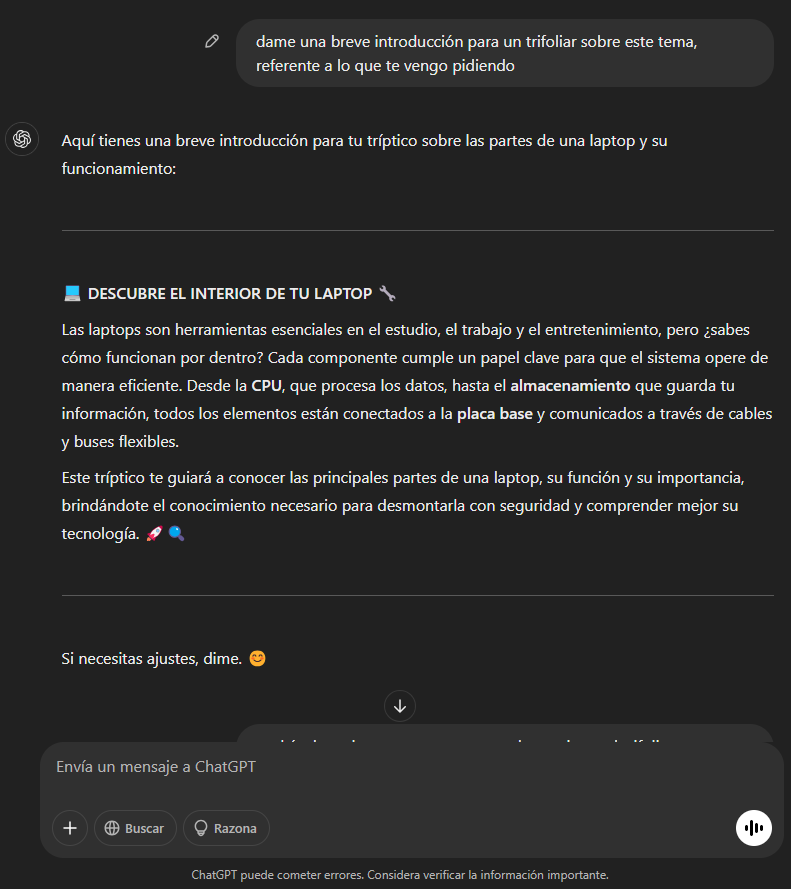 dame una breve introducción para un trifoliar sobre este tema,
referente a lo que te vengo pidiendo
Aquí tienes una breve introducción para tu tríptico sobre las partes de una laptop y su
funcionamiento:
DESCUBRE EL INTERIOR DE TU LAPTOP
Las laptops son herramientas esenciales en el estudio, el trabajo y el entretenimiento, pero ¿sabes
cómo funcionan por dentro? Cada componente cumple un papel clave para que el sistema opere de
manera eficiente. Desde la CPU, que procesa los datos, hasta el almacenamiento que guarda tu
información, todos los elementos están conectados a la placa base y comunicados a través de cables
y buses flexibles.
Este tríptico te guiará a conocer las principales partes de una laptop, su función y su importancia,
brindándote el conocimiento necesario para desmontarla con seguridad y comprender mejor su
tecnología.
Si necesitas ajustes, dime.
Envía un mensaje a ChatGPT
Buscar
Razona
ChatGPT puede cometer errores. Considera verificar la información importante.